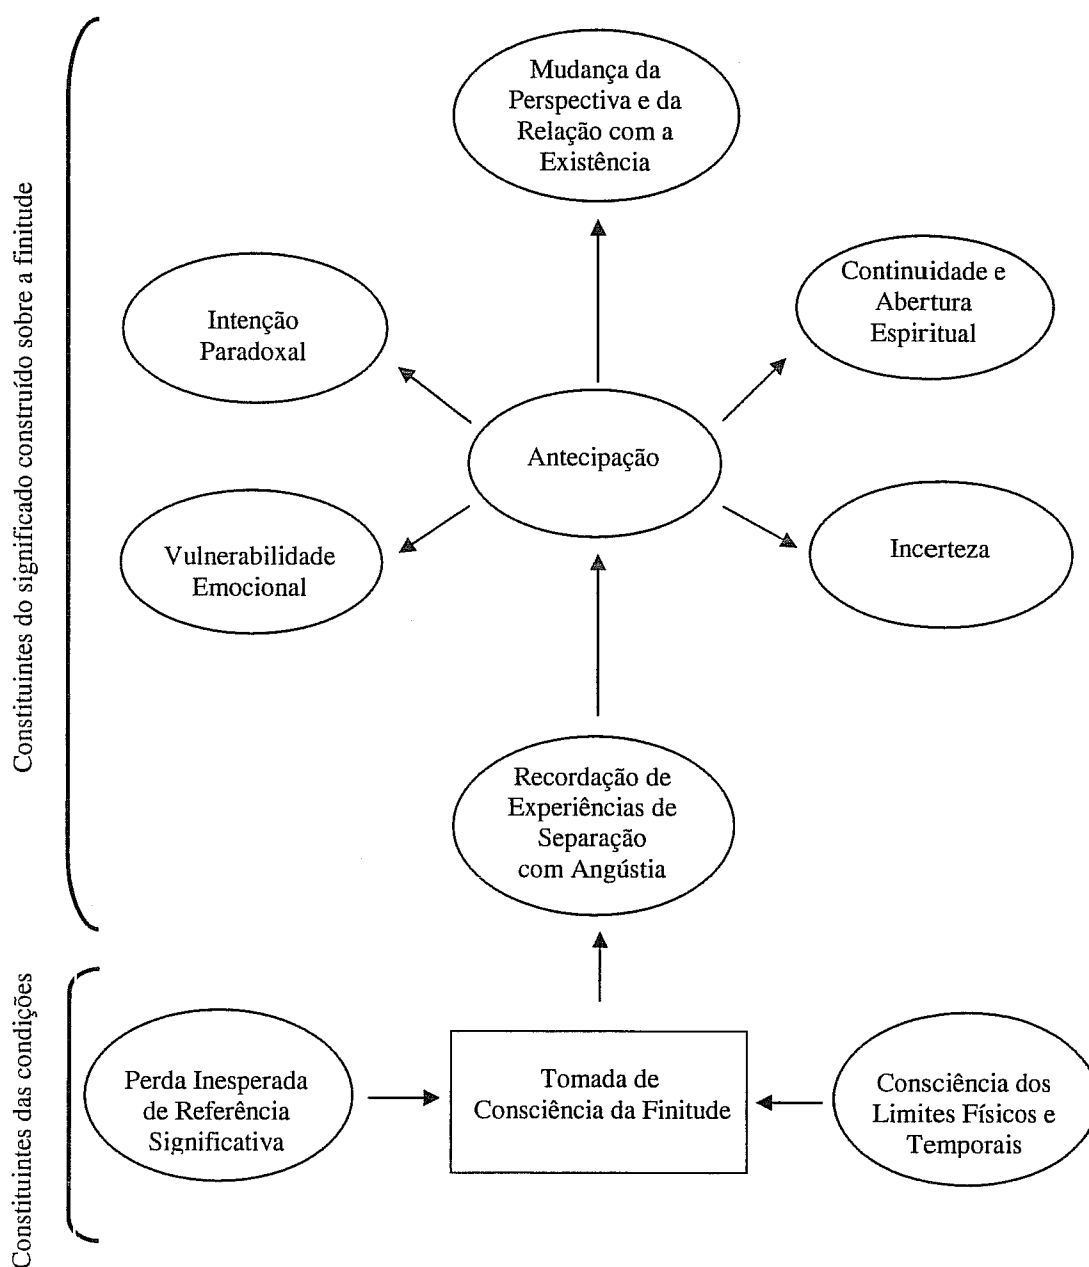 Constituintes do significado construído sobre a finitude
Mudança da
Perspectiva e da
Relação com a
Existência
Intenção
Paradoxal
Continuidade e
Abertura
Espiritual
Antecipação
Vulnerabilidade
Emocional
Incerteza
Recordação de
Experiências de
Separação
com Angústia
Constituintes das condições
Perda Inesperada
de Referência
Significativa
Tomada de
Consciência da Finitude
Consciência dos
Limites Físicos e
Temporais